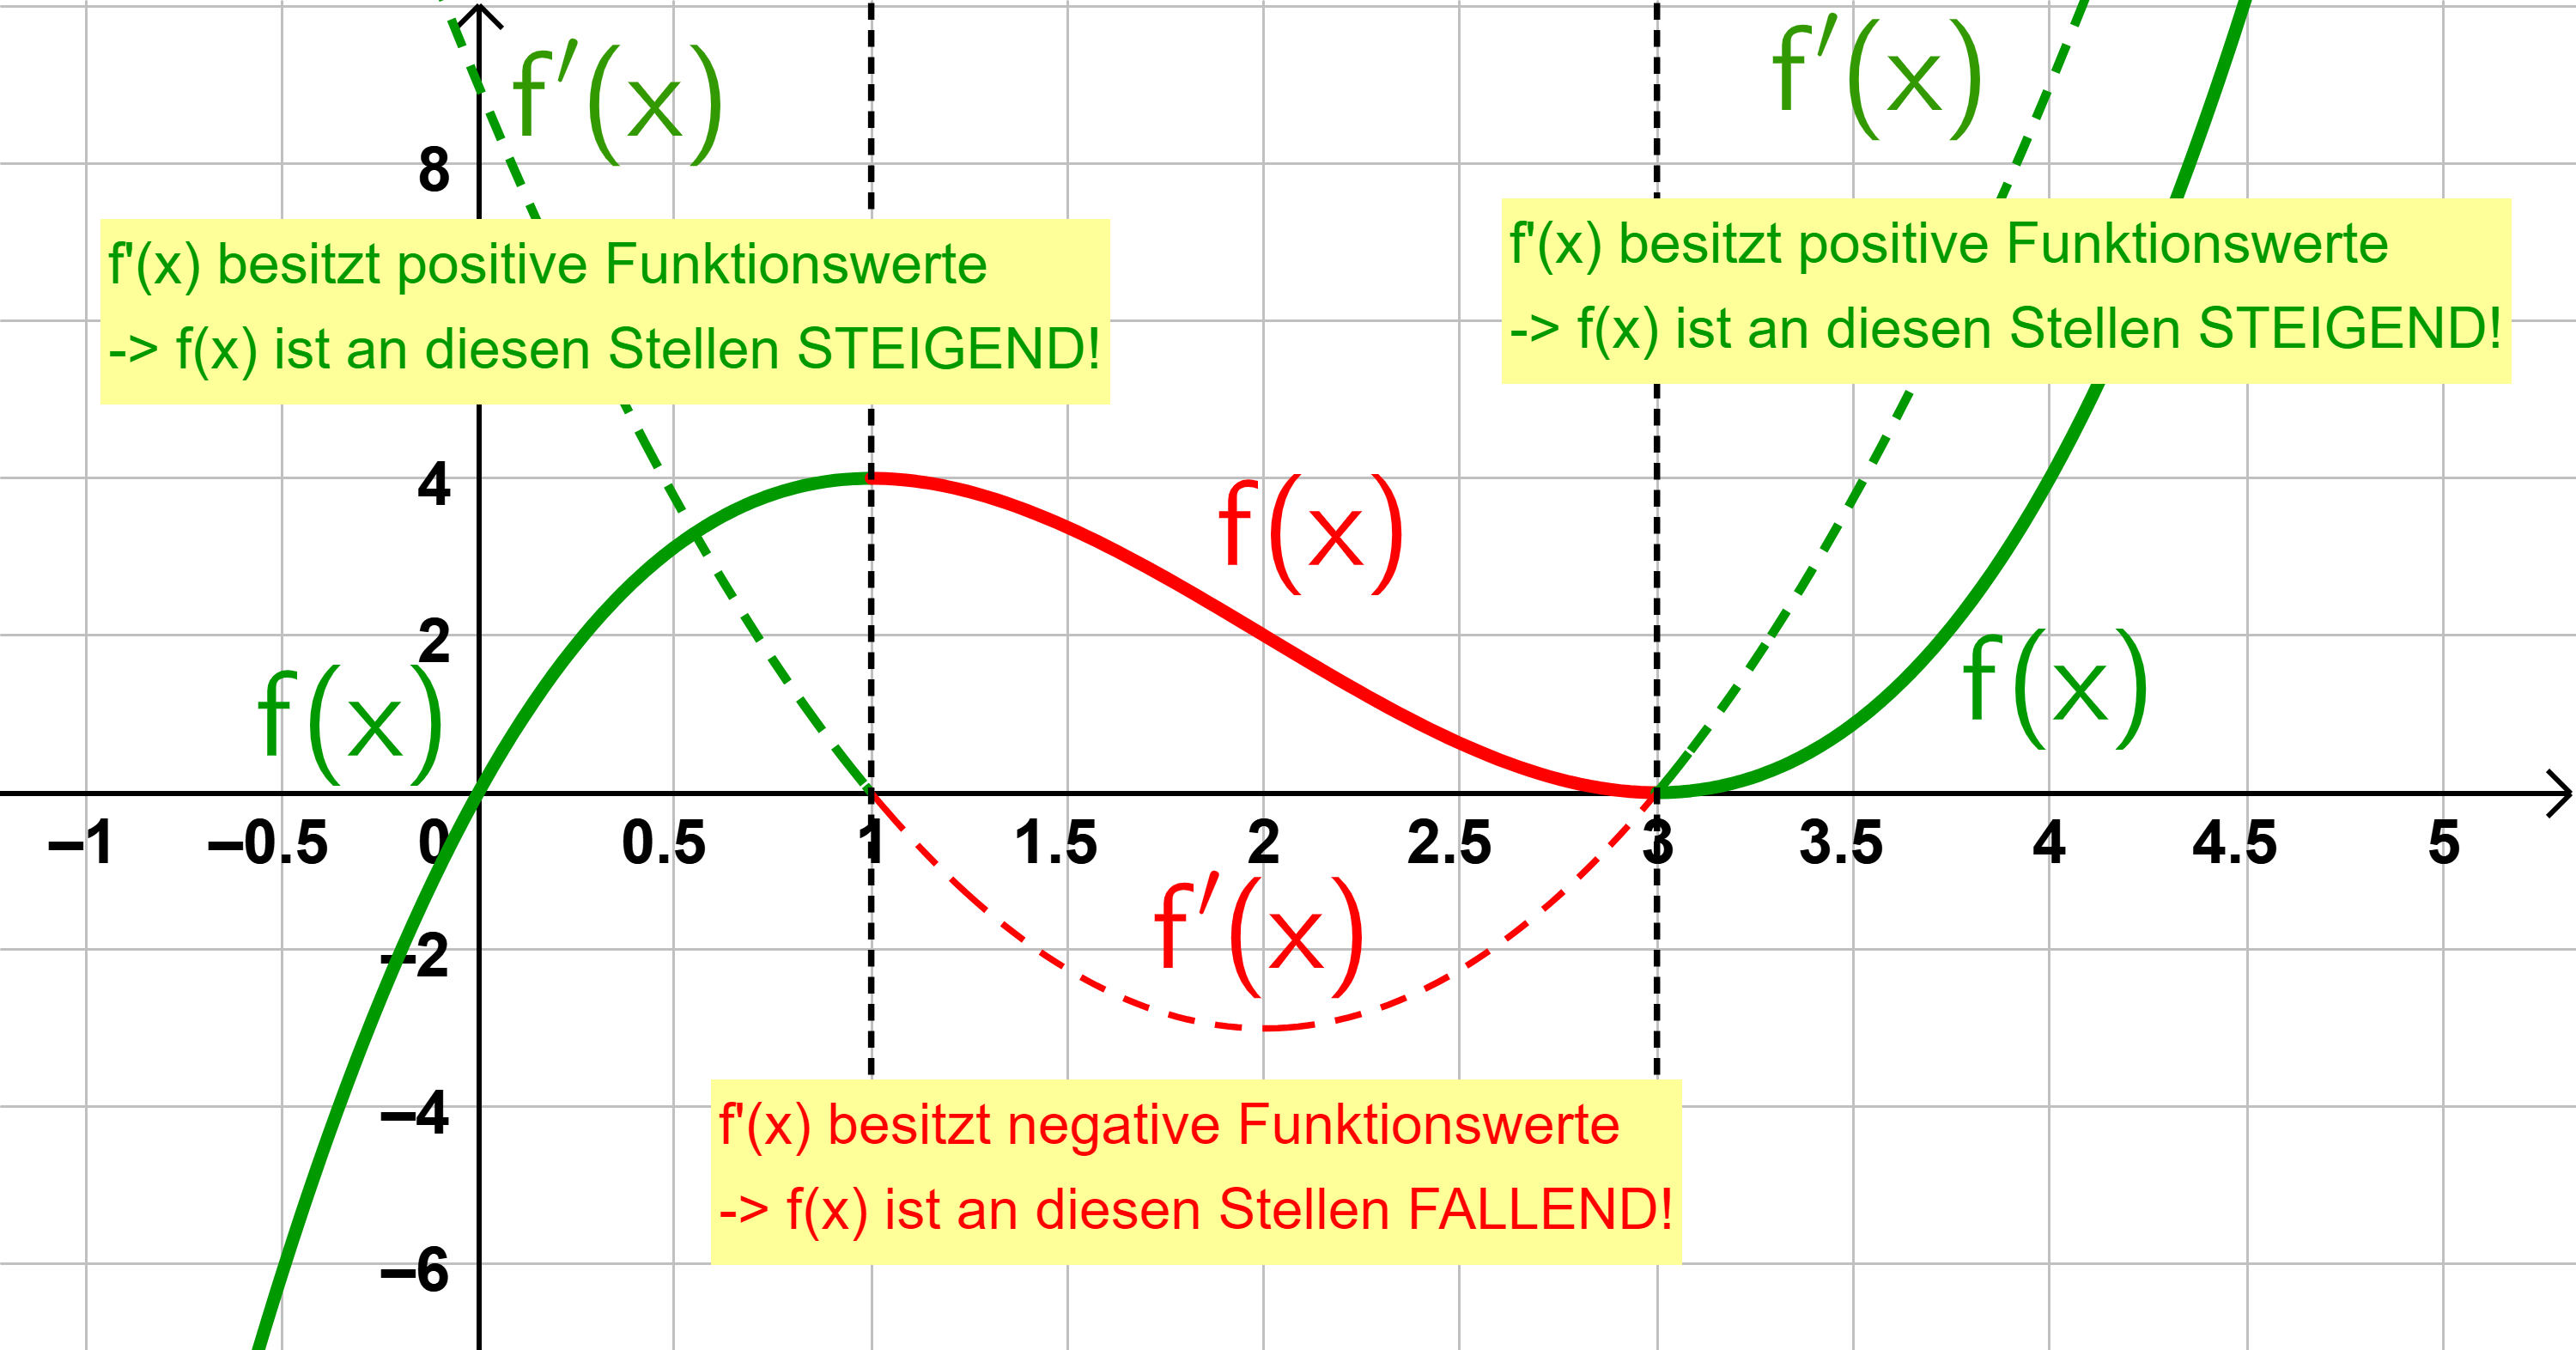 f′(x)
f′(x)
8
f'(x) besitzt positive Funktionswerte
-> f(x) ist an diesen Stellen STEIGEND!
f'(x) besitzt positive Funktionswerte
-> f(x) ist an diesen Stellen STEIGEND!
4
f(x)
2
f(x)
f(x)
–1 –0.5 0 0.5 1 1.5 2 2.5 3 3.5 4 4.5 5
f′(x)
–2
–4
f'(x) besitzt negative Funktionswerte
-> f(x) ist an diesen Stellen FALLEND!
–6